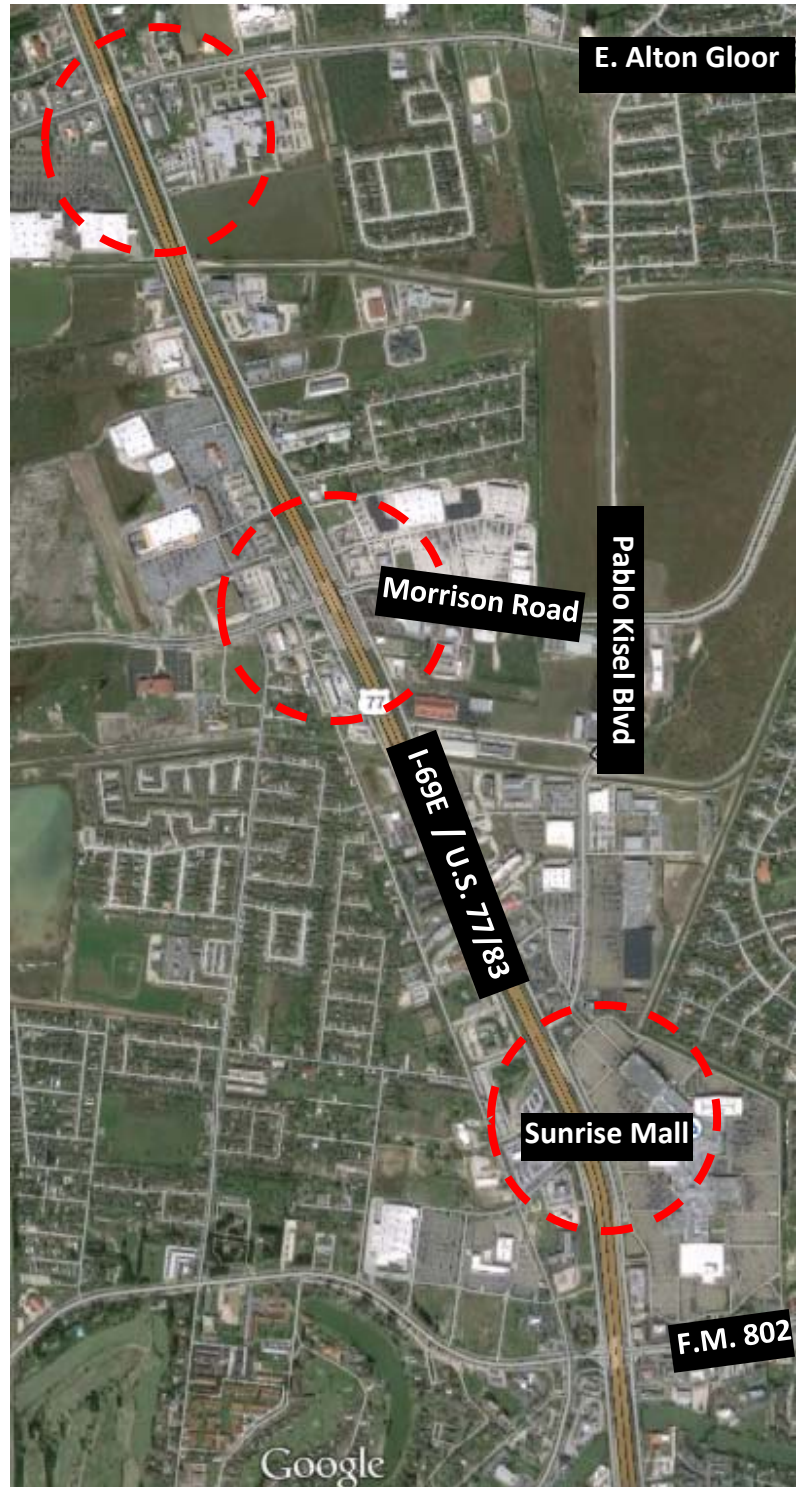 E. Alton Gloor
Pablo Kisel Blvd
Morrison Road
77
I-69E / U.S. 77/83
Sunrise Mall
F.M. 802
Google